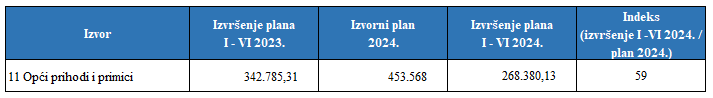 Izvor
Izvršenje plana
I - VI 2023.
Izvorni plan
2024.
Izvršenje plana
I - VI 2024.
Indeks
(izvršenje I -VI 2024. /
plan 2024.)
11 Opći prihodi i primici
342.785,31
453.568
268.380,13
59